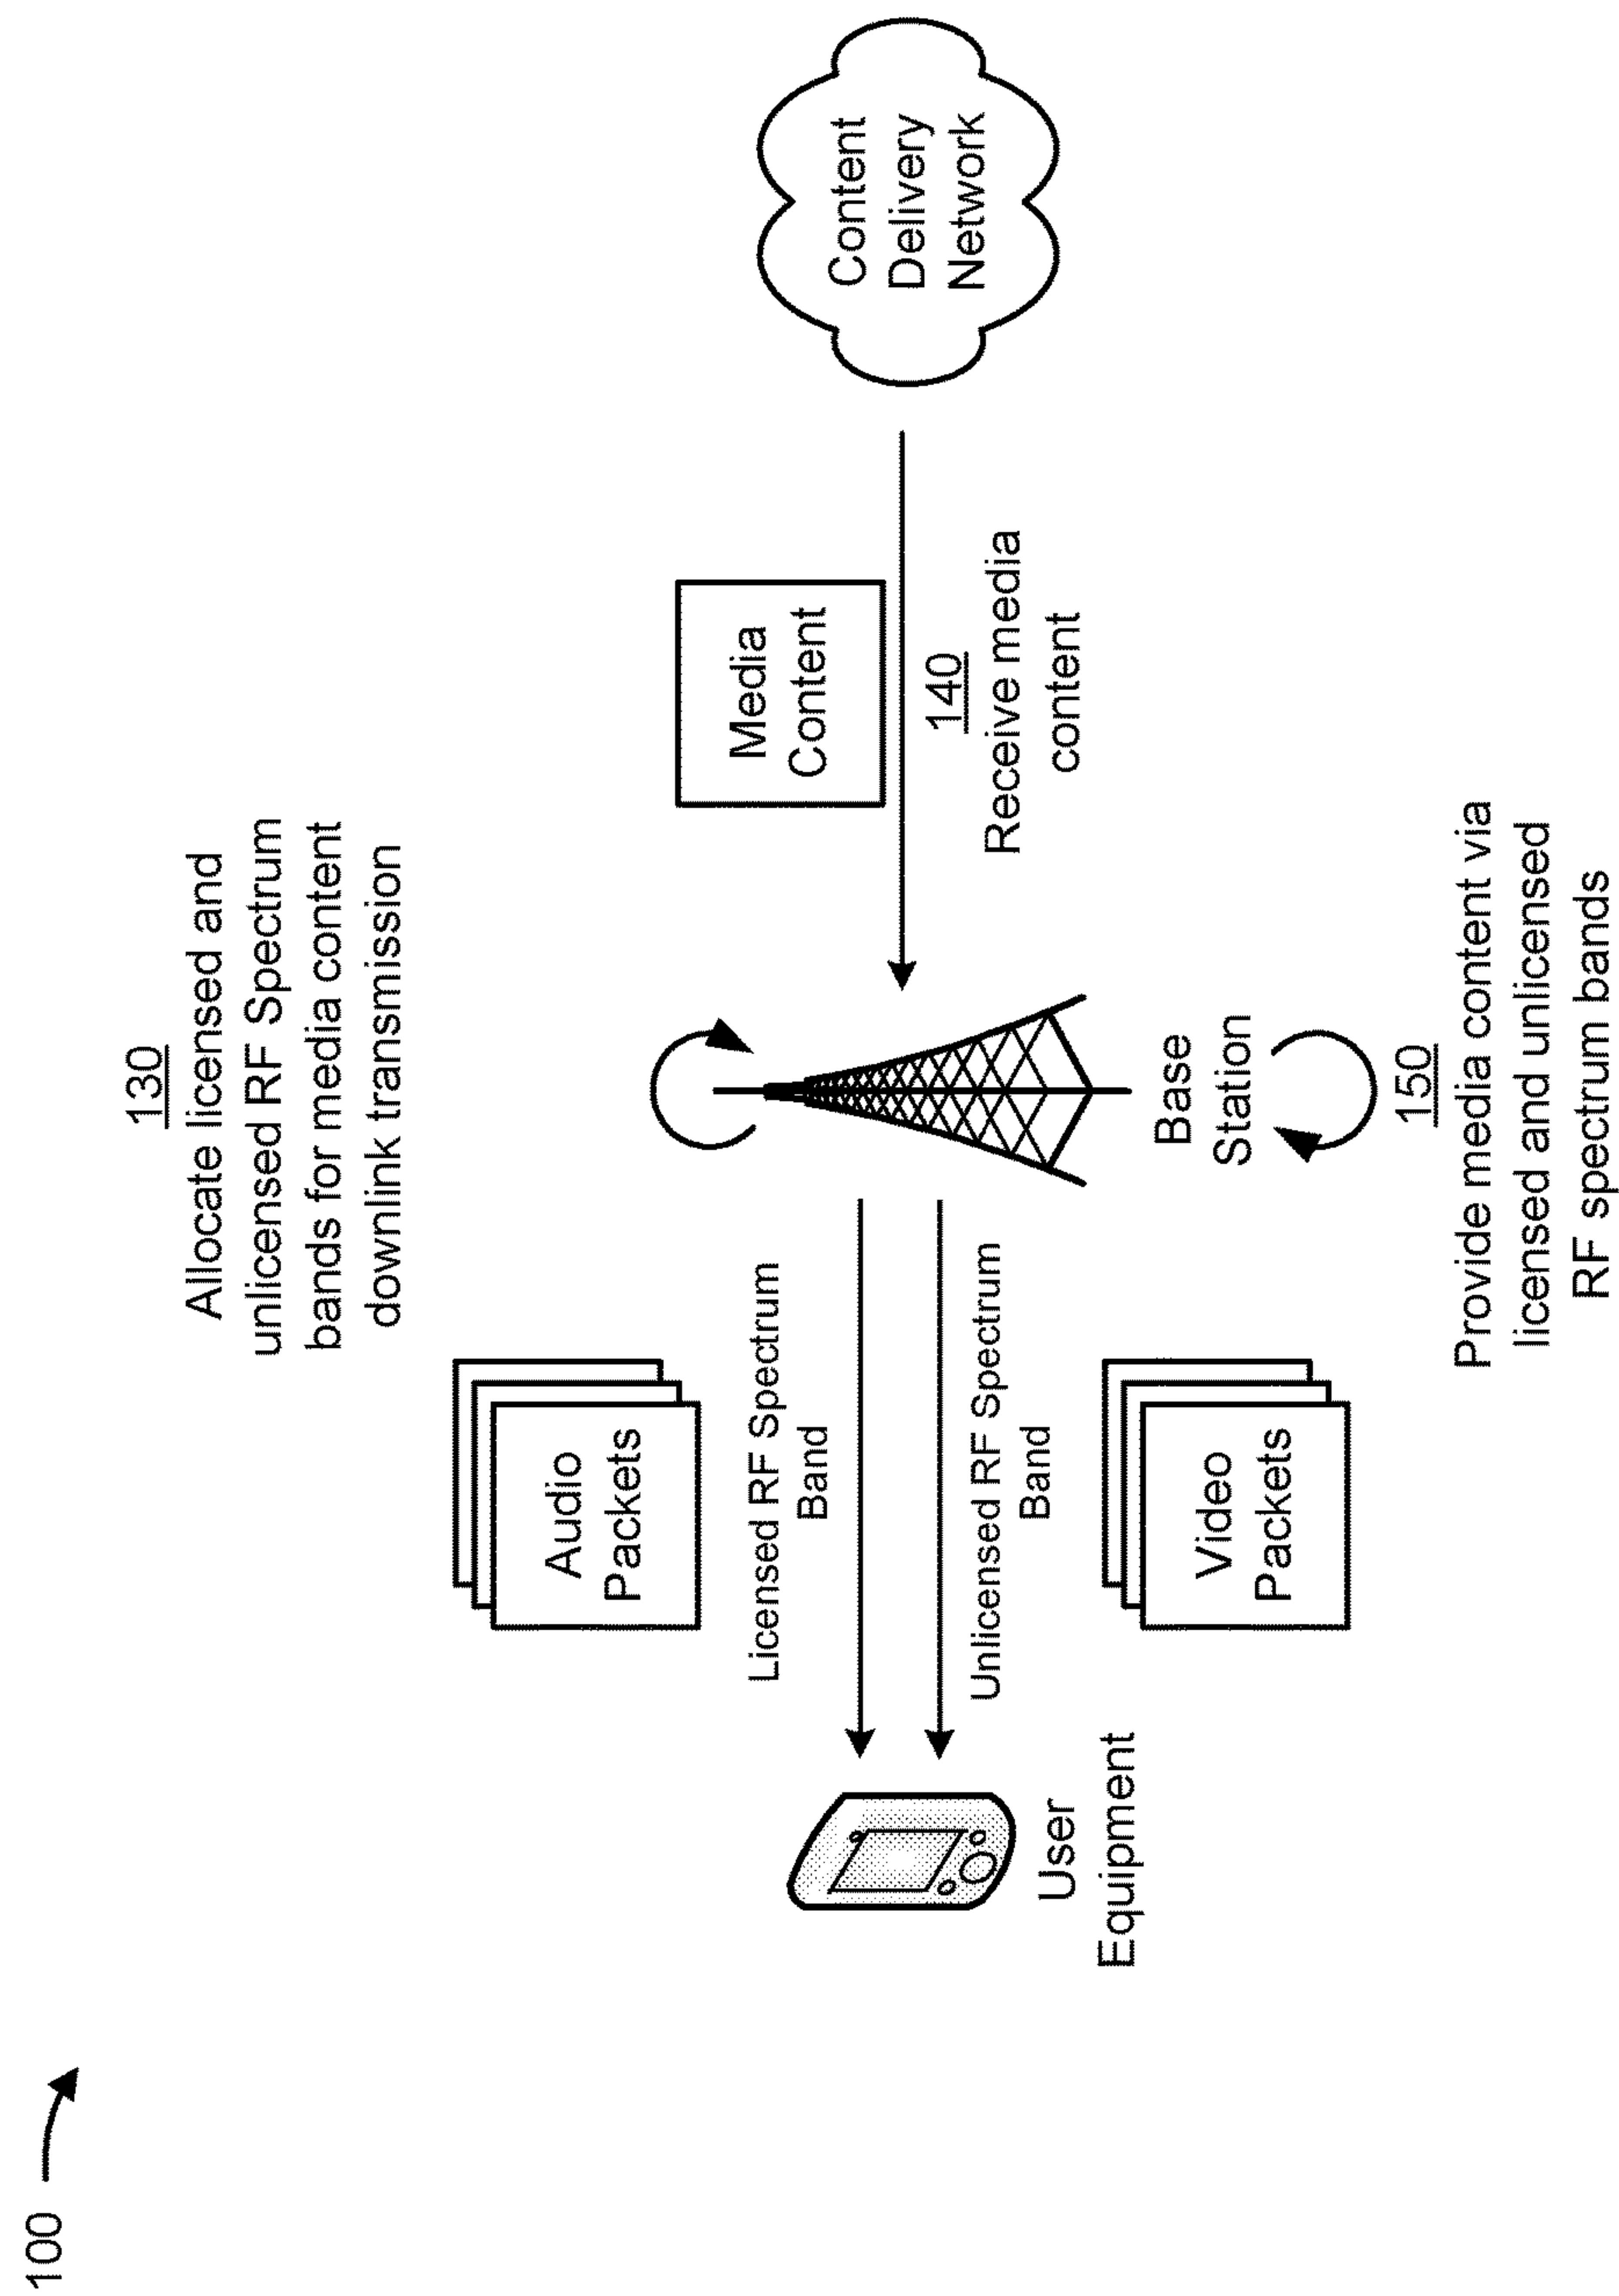 100
130
Allocate licensed and
unlicensed RF Spectrum
bands for media content
downlink transmission
Audio
Packets
Licensed RF Spectrum
Band
Unlicensed RF Spectrum
Band
Video
Packets
User
Equipment
Base
Station
Media
Content
140
Receive media
content
Content
Delivery
Network
150
Provide media content via
licensed and unlicensed
RF spectrum bands